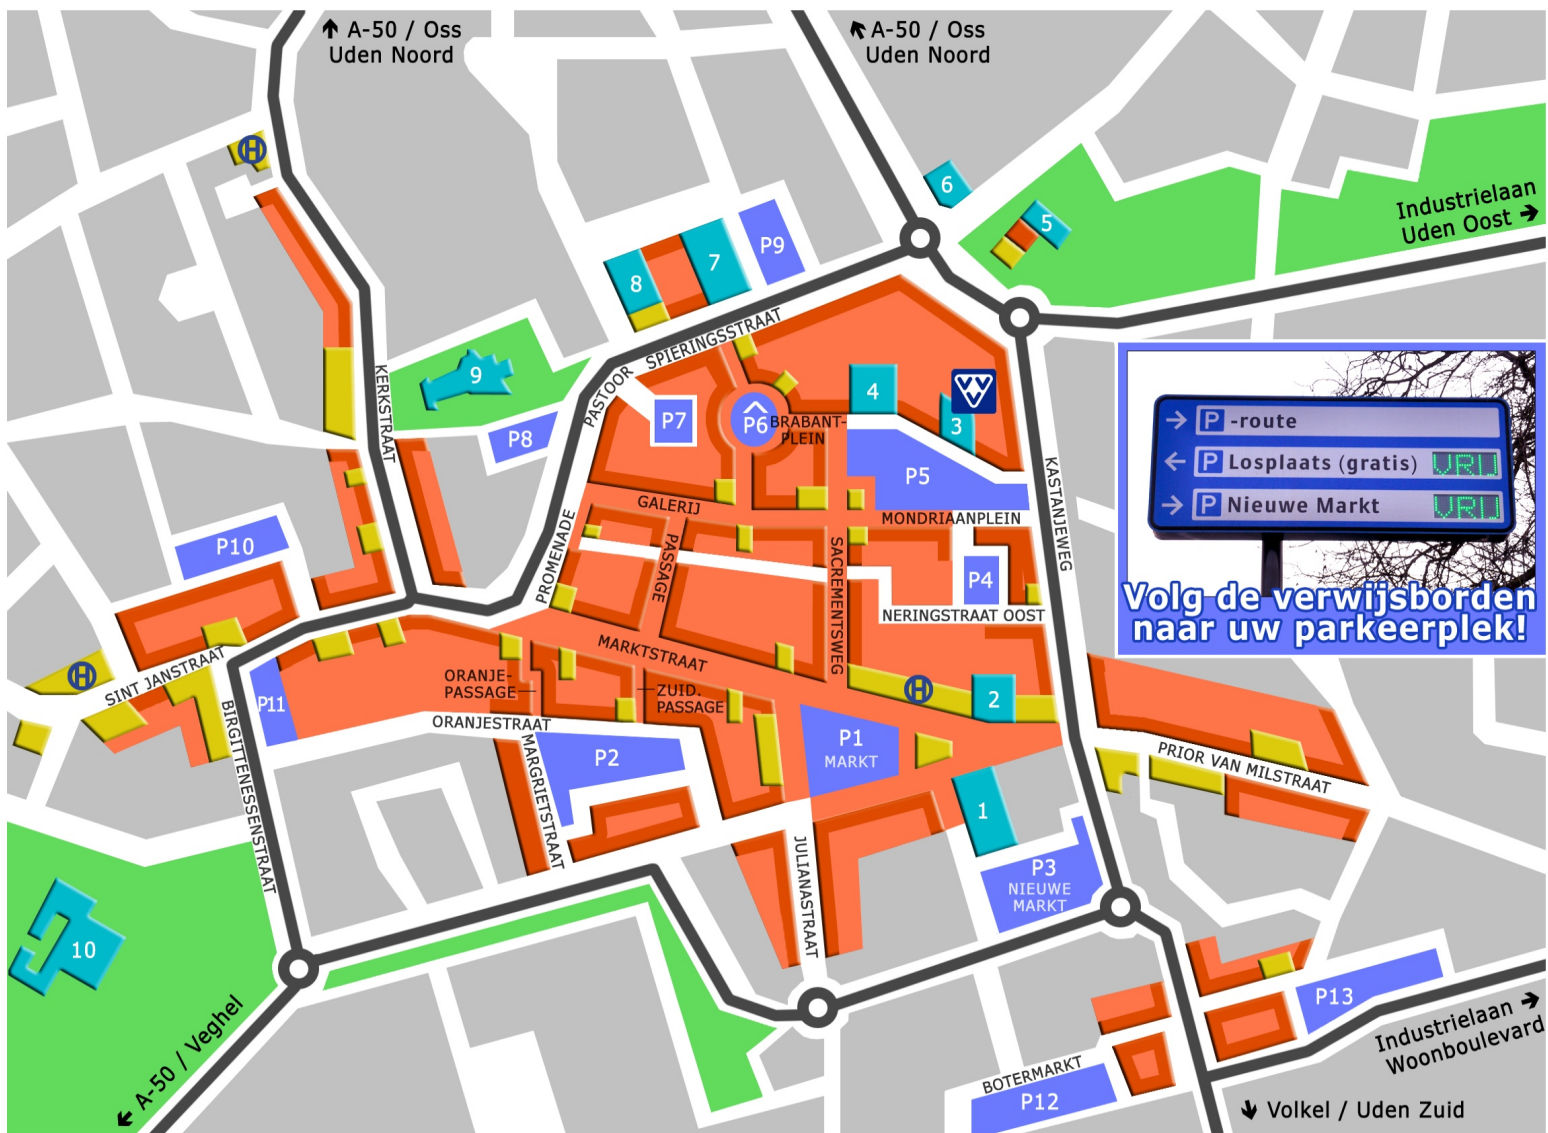 A-50 / Oss
Uden Noord
A-50 / Oss
Uden Noord
H
6
5
Industrielaan
Uden Oost
P9
7
8
PASTOOR SPIERINGSSTRAAT
KERKSTRAAT
9
P8
P7
P6
BRABANT-
PLEIN
4
3
VVV
P5
KASTANJEWEG
GALERIJ
MONDRIAANPLEIN
PROMENADE
PASSAGE
SACREMENTSWEG
P4
NERINGSTRAAT OOST
P -route
P Losplaats (gratis) VRIJ
P Nieuwe Markt VRIJ
Volg de verwijsborden
naar uw parkeerplek!
P10
MARKTSTRAAT
H
SINT JANSTRAAT
ORANJE-
PASSAGE
ZUID.
PASSAGE
H
2
P11
BIRGITTENESSENSTRAAT
ORANJESTRAAT
MARGRIETSTRAAT
P2
P1
MARKT
PRIOR VAN MILSTRAAT
1
JULIANASTRAAT
P3
NIEUWE
MARKT
10
P13
Industrielaan
Woonboulevard
A-50 / Veghel
BOTERMARKT
P12
Volkel / Uden Zuid